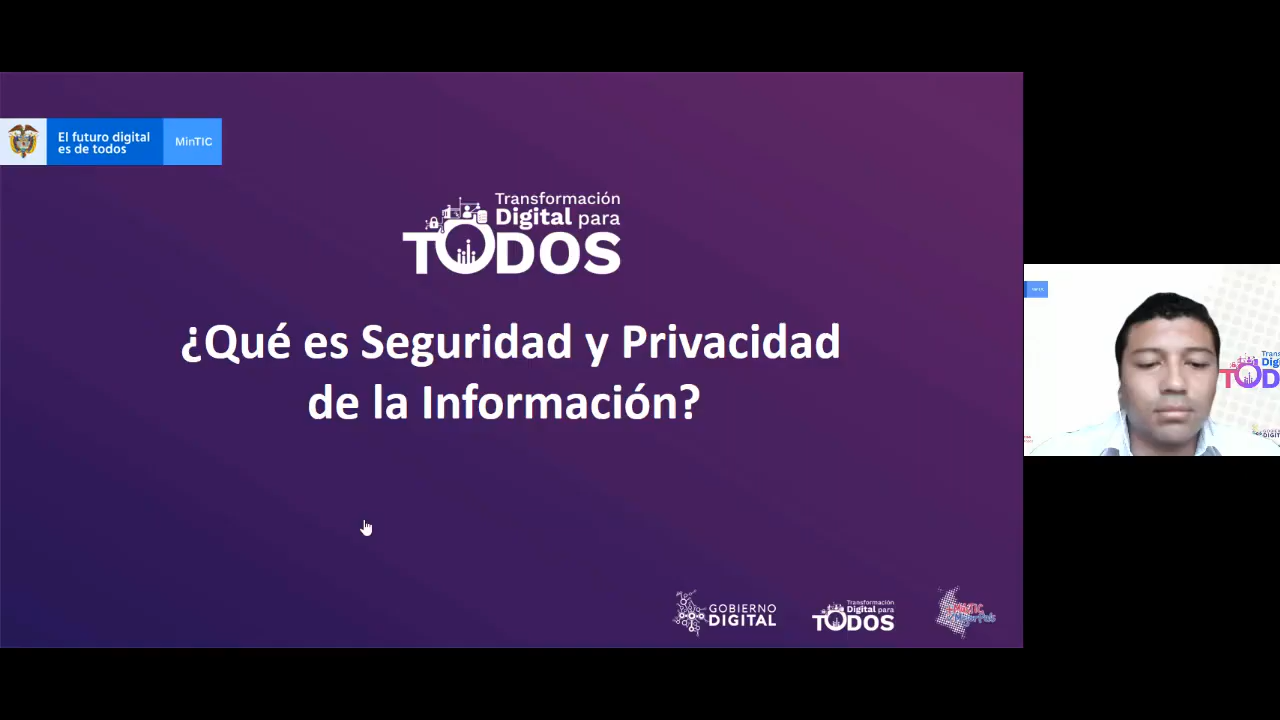 El futuro digital
es de todos
MinTIC
Transformación
Digital para
TODOS
¿Qué es Seguridad y Privacidad
de la Información?
GOBIERNO
DIGITAL
Transformación
Digital para
TODOS
MinTIC